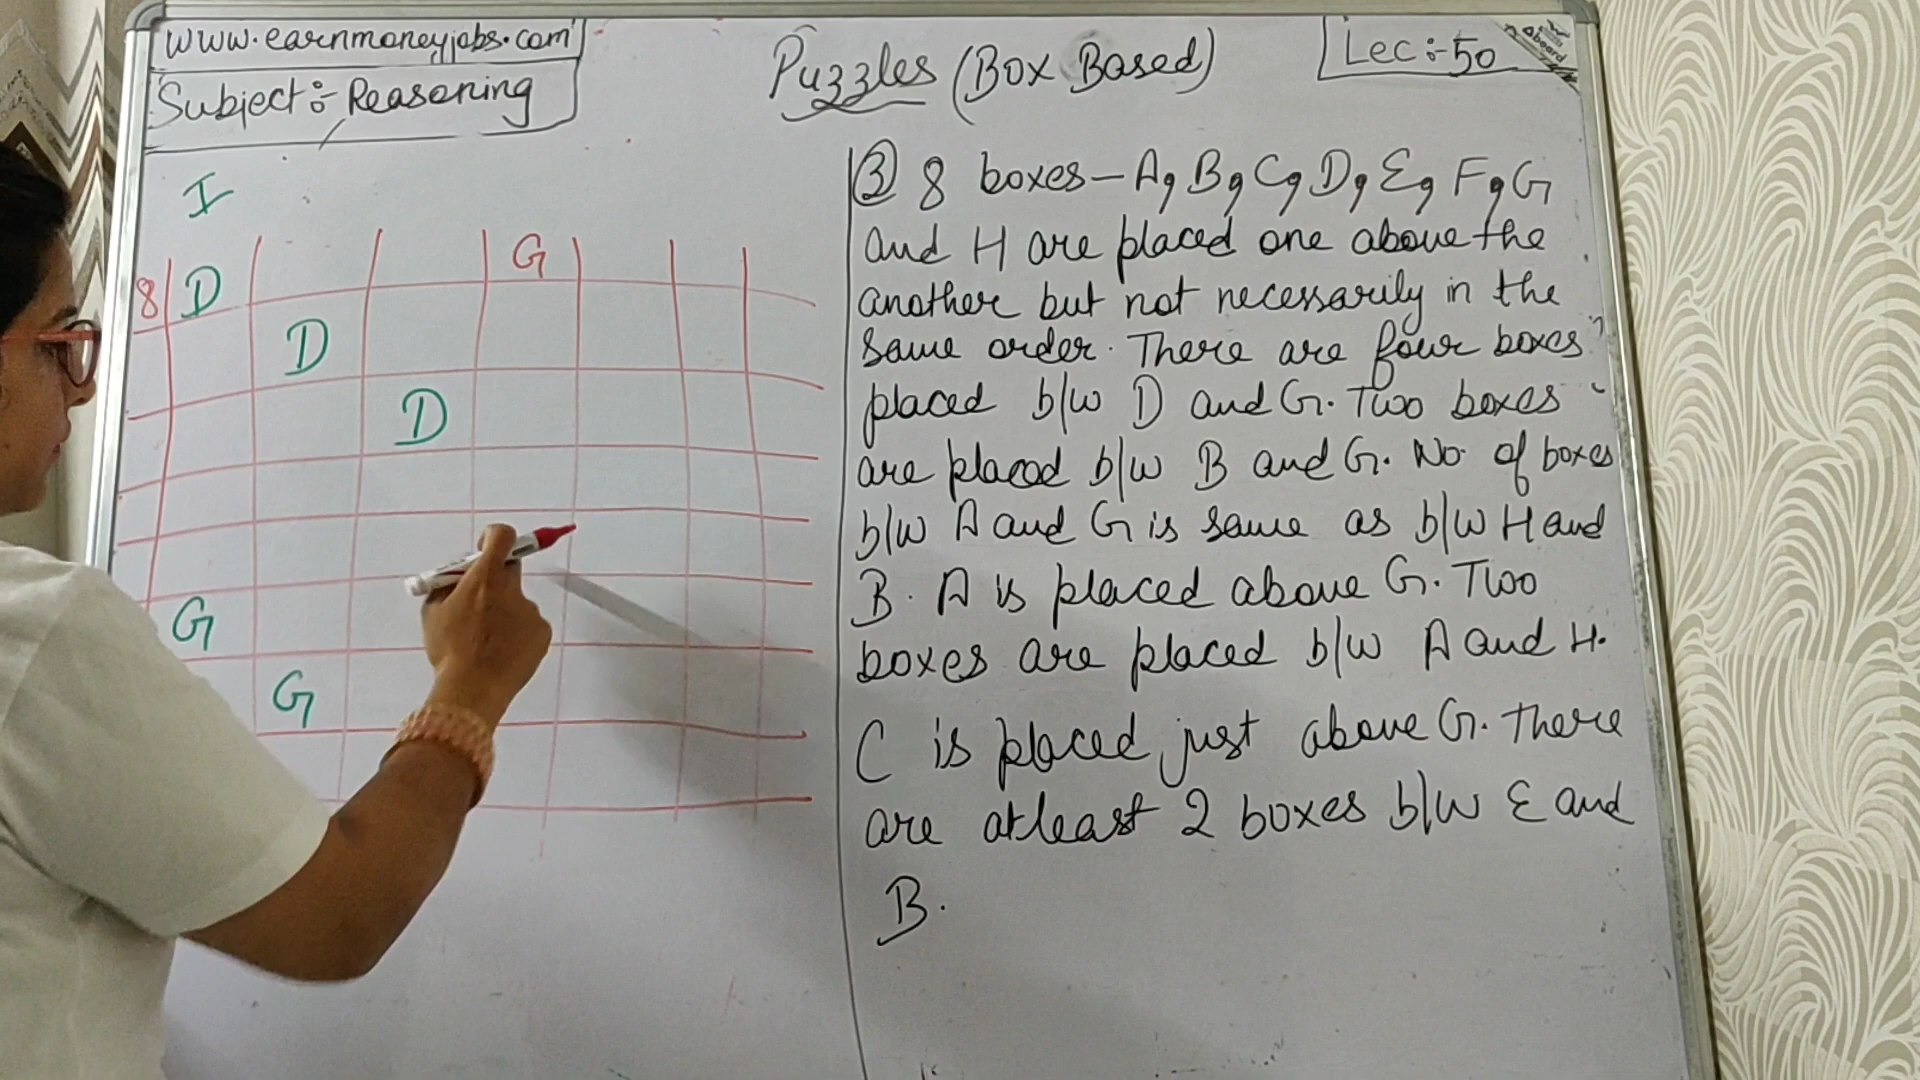 www.earnmoneyjobs.com
Subject:- Reasoning
Puzzles (Box Based)
Lec:-50
aboard
I
G
8 D
D
D
G
G
③ 8 boxes – A, B, C, D, E, F, G
and H are placed one above the
another but not necessarily in the
same order. There are four boxes
placed b/w D and G. Two boxes
are placed b/w B and G. No. of boxes
b/w A and G is same as b/w H and
B. A is placed above G. Two
boxes are placed b/w A and H.
C is placed just above G. There
are atleast 2 boxes b/w E and
B.